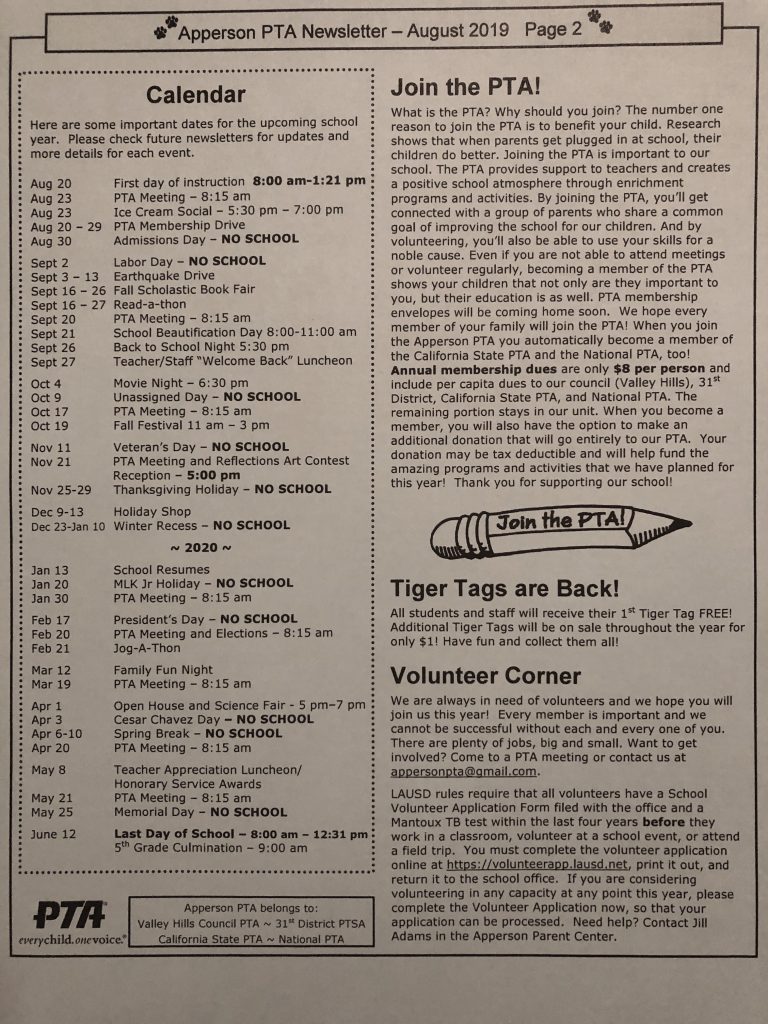 Apperson PTA Newsletter – August 2019 Page 2
Calendar
Here are some important dates for the upcoming school
year. Please check future newsletters for updates and
more details for each event.
Aug 20 First day of instruction 8:00 am-1:21 pm
Aug 23 PTA Meeting – 8:15 am
Aug 23 Ice Cream Social – 5:30 pm – 7:00 pm
Aug 20 – 29 PTA Membership Drive
Aug 30 Admissions Day – NO SCHOOL
Sept 2 Labor Day – NO SCHOOL
Sept 3 – 13 Earthquake Drive
Sept 16 – 26 Fall Scholastic Book Fair
Sept 16 – 27 Read-a-thon
Sept 20 PTA Meeting – 8:15 am
Sept 21 School Beautification Day 8:00-11:00 am
Sept 26 Back to School Night 5:30 pm
Sept 27 Teacher/Staff “Welcome Back” Luncheon
Oct 4 Movie Night – 6:30 pm
Oct 9 Unassigned Day – NO SCHOOL
Oct 17 PTA Meeting – 8:15 am
Oct 19 Fall Festival 11 am – 3 pm
Nov 11 Veteran’s Day – NO SCHOOL
Nov 21 PTA Meeting and Reflections Art Contest
Reception – 5:00 pm
Nov 25-29 Thanksgiving Holiday – NO SCHOOL
Dec 9-13 Holiday Shop
Dec 23-Jan 10 Winter Recess – NO SCHOOL
~ 2020 ~
Jan 13 School Resumes
Jan 20 MLK Jr Holiday – NO SCHOOL
Jan 30 PTA Meeting – 8:15 am
Feb 17 President’s Day – NO SCHOOL
Feb 20 PTA Meeting and Elections – 8:15 am
Feb 21 Jog-A-Thon
Mar 12 Family Fun Night
Mar 19 PTA Meeting – 8:15 am
Apr 1 Open House and Science Fair - 5 pm–7 pm
Apr 3 Cesar Chavez Day – NO SCHOOL
Apr 6-10 Spring Break – NO SCHOOL
Apr 20 PTA Meeting – 8:15 am
May 8 Teacher Appreciation Luncheon/
Honorary Service Awards
May 21 PTA Meeting – 8:15 am
May 25 Memorial Day – NO SCHOOL
June 12 Last Day of School – 8:00 am – 12:31 pm
5th Grade Culmination – 9:00 am
PTA®
everychild.onevoice.®
Apperson PTA belongs to:
Valley Hills Council PTA ~ 31st District PTSA
California State PTA ~ National PTA
Join the PTA!
What is the PTA? Why should you join? The number one
reason to join the PTA is to benefit your child. Research
shows that when parents get plugged in at school, their
children do better. Joining the PTA is important to our
school. The PTA provides support to teachers and creates
a positive school atmosphere through enrichment
programs and activities. By joining the PTA, you’ll get
connected with a group of parents who share a common
goal of improving the school for our children. And by
volunteering, you’ll also be able to use your skills for a
noble cause. Even if you are not able to attend meetings
or volunteer regularly, becoming a member of the PTA
shows your children that not only are they important to
you, but their education is as well. PTA membership
envelopes will be coming home soon. We hope every
member of your family will join the PTA! When you join
the Apperson PTA you automatically become a member of
the California State PTA and the National PTA, too!
Annual membership dues are only $8 per person and
include per capita dues to our council (Valley Hills), 31st
District, California State PTA, and National PTA. The
remaining portion stays in our unit. When you become a
member, you will also have the option to make an
additional donation that will go entirely to our PTA. Your
donation may be tax deductible and will help fund the
amazing programs and activities that we have planned for
this year! Thank you for supporting our school!
Join the PTA!
Tiger Tags are Back!
All students and staff will receive their 1st Tiger Tag FREE!
Additional Tiger Tags will be on sale throughout the year for
only $1! Have fun and collect them all!
Volunteer Corner
We are always in need of volunteers and we hope you will
join us this year! Every member is important and we
cannot be successful without each and every one of you.
There are plenty of jobs, big and small. Want to get
involved? Come to a PTA meeting or contact us at
appersonpta@gmail.com.
LAUSD rules require that all volunteers have a School
Volunteer Application Form filed with the office and a
Mantoux TB test within the last four years before they
work in a classroom, volunteer at a school event, or attend
a field trip. You must complete the volunteer application
online at https://volunteerapp.lausd.net, print it out, and
return it to the school office. If you are considering
volunteering in any capacity at any point this year, please
complete the Volunteer Application now, so that your
application can be processed. Need help? Contact Jill
Adams in the Apperson Parent Center.